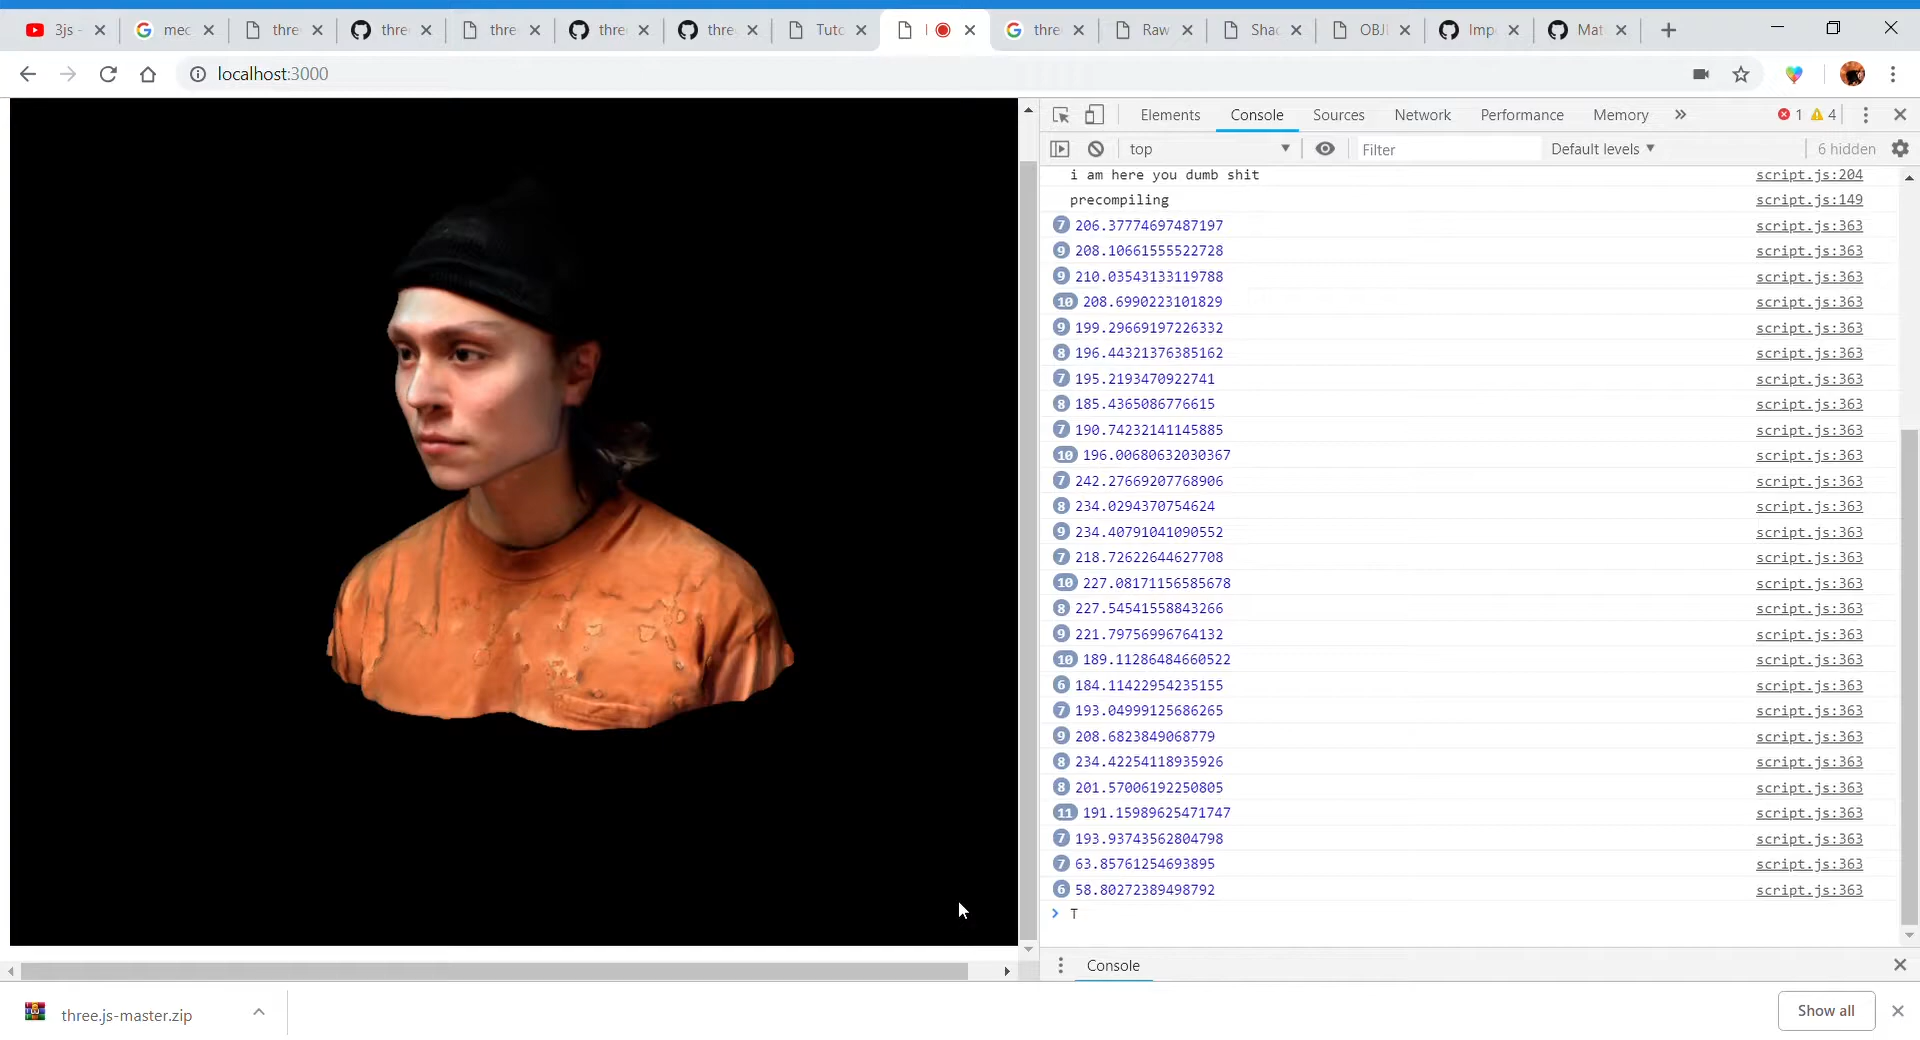 3js -
mec
three
three
three
three
three
Tuto
three
Raw
Shad
OBJL
Impo
Mat
localhost:3000
Elements Console Sources Network Performance Memory » 1 4
top Filter Default levels 6 hidden
i am here you dumb shit script.js:204
precompiling script.js:149
7 206.37774697487197 script.js:363
9 208.10661555522728 script.js:363
9 210.03543133119788 script.js:363
10 208.6990223101829 script.js:363
9 199.29669197226332 script.js:363
8 196.44321376385162 script.js:363
7 195.2193470922741 script.js:363
8 185.4365086776615 script.js:363
7 190.74232141145885 script.js:363
10 196.00680632030367 script.js:363
7 242.27669207768906 script.js:363
8 234.0294370754624 script.js:363
9 234.40791041090552 script.js:363
7 218.72622644627708 script.js:363
10 227.08171156585678 script.js:363
8 227.54541558843266 script.js:363
9 221.79756996764132 script.js:363
10 189.11286484660522 script.js:363
6 184.11422954235155 script.js:363
7 193.04999125686265 script.js:363
9 208.6823849068779 script.js:363
8 234.42254118935926 script.js:363
8 201.57006192250805 script.js:363
11 191.15989625471747 script.js:363
7 193.93743562804798 script.js:363
7 63.85761254693895 script.js:363
6 58.80272389498792 script.js:363
> T
Console
three.js-master.zip
Show all